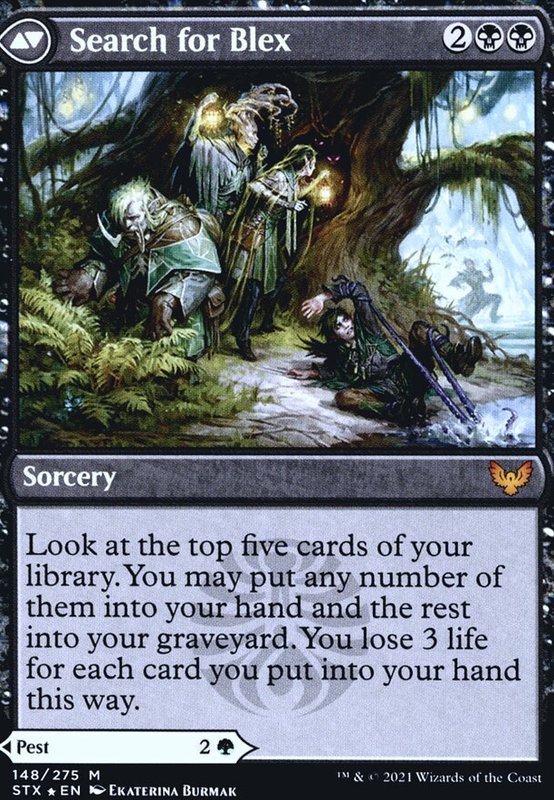 Search for Blex 2
Sorcery
Look at the top five cards of your
library. You may put any number of
them into your hand and the rest
into your graveyard. You lose 3 life
for each card you put into your hand
this way.
Pest 2
148/275 M
STX ★ EN Ekaterina Burmak
™ & © 2021 Wizards of the Coast